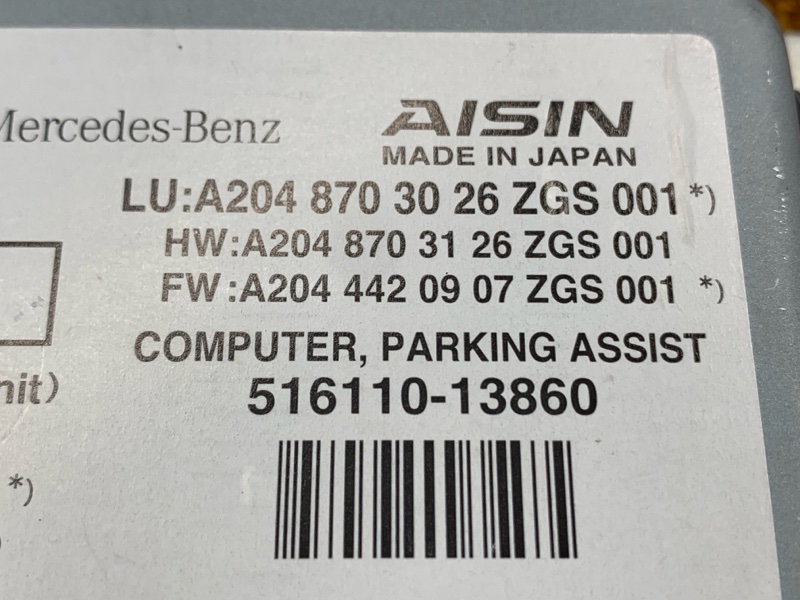 Mercedes-Benz
AISIN
MADE IN JAPAN
LU:A204 870 30 26 ZGS 001 *)
HW:A204 870 31 26 ZGS 001
FW:A204 442 09 07 ZGS 001 *)
COMPUTER, PARKING ASSIST
516110-13860
nit)
*)
)